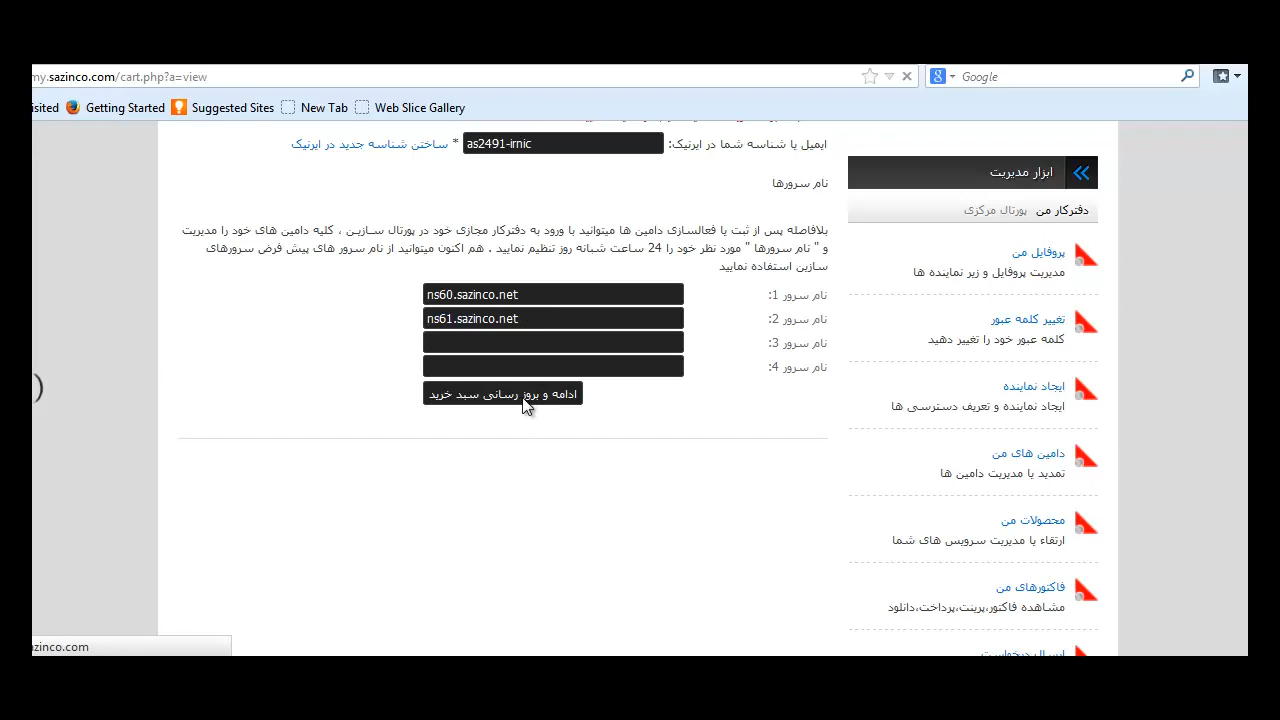 my.sazinco.com/cart.php?a=view
Google
isited
Getting Started
Suggested Sites
New Tab
Web Slice Gallery
ایمیل یا شناسه شما در ایرنیک: as2491-irnic * ساختن شناسه جدید در ایرنیک
نام سرورها
بلافاصله پس از ثبت یا فعالسازی دامین ها میتوانید با ورود به دفترکار مجازی خود در پورتال سازین ، کلیه دامین های خود را مدیریت
و " نام سرورها " مورد نظر خود را 24 ساعت شبانه روز تنظیم نمایید . هم اکنون میتوانید از نام سرور های پیش فرض سرورهای
سازین استفاده نمایید
نام سرور 1: ns60.sazinco.net
نام سرور 2: ns61.sazinco.net
نام سرور 3:
نام سرور 4:
ادامه و بروز رسانی سبد خرید
ابزار مدیریت
دفترکار من پورتال مرکزی
پروفایل من
مدیریت پروفایل و زیر نماینده ها
تغییر کلمه عبور
کلمه عبور خود را تغییر دهید
ایجاد نماینده
ایجاد نماینده و تعریف دسترسی ها
دامین های من
تمدید یا مدیریت دامین ها
محصولات من
ارتقاء یا مدیریت سرویس های شما
فاکتورهای من
مشاهده فاکتور,پرینت,پرداخت,دانلود
ارسال درخواست
)
zinco.com